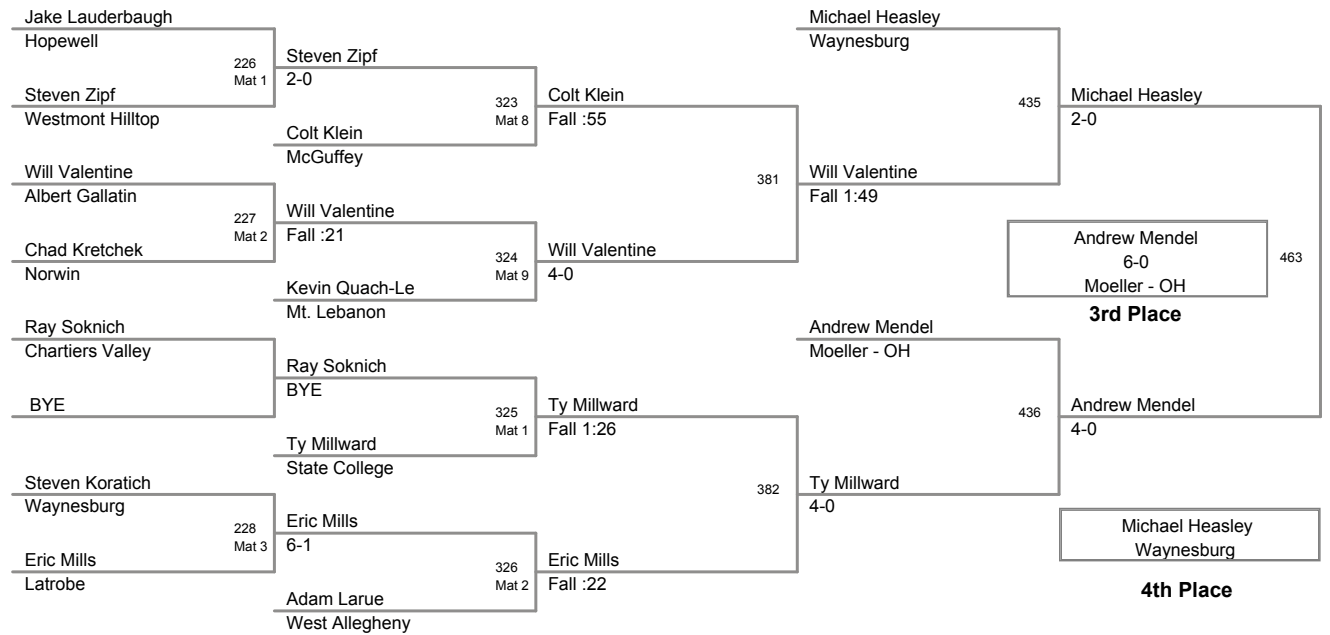 Jake Lauderbaugh
Hopewell
226
Mat 1
Steven Zipf
Westmont Hilltop
Will Valentine
Albert Gallatin
227
Mat 2
Chad Kretchek
Norwin
Ray Soknich
Chartiers Valley
BYE
Steven Koratich
Waynesburg
228
Mat 3
Eric Mills
Latrobe
Steven Zipf
2-0
323
Mat 8
Colt Klein
McGuffey
Will Valentine
Fall :21
324
Mat 9
Kevin Quach-Le
Mt. Lebanon
Ray Soknich
BYE
325
Mat 1
Ty Millward
State College
Eric Mills
6-1
326
Mat 2
Adam Larue
West Allegheny
Colt Klein
Fall :55
381
Will Valentine
4-0
Ty Millward
Fall 1:26
382
Eric Mills
Fall :22
Michael Heasley
Waynesburg
435
Will Valentine
Fall 1:49
Andrew Mendel
Moeller - OH
436
Ty Millward
4-0
Michael Heasley
2-0
463
Andrew Mendel
6-0
Moeller - OH
3rd Place
Andrew Mendel
4-0
Michael Heasley
Waynesburg
4th Place